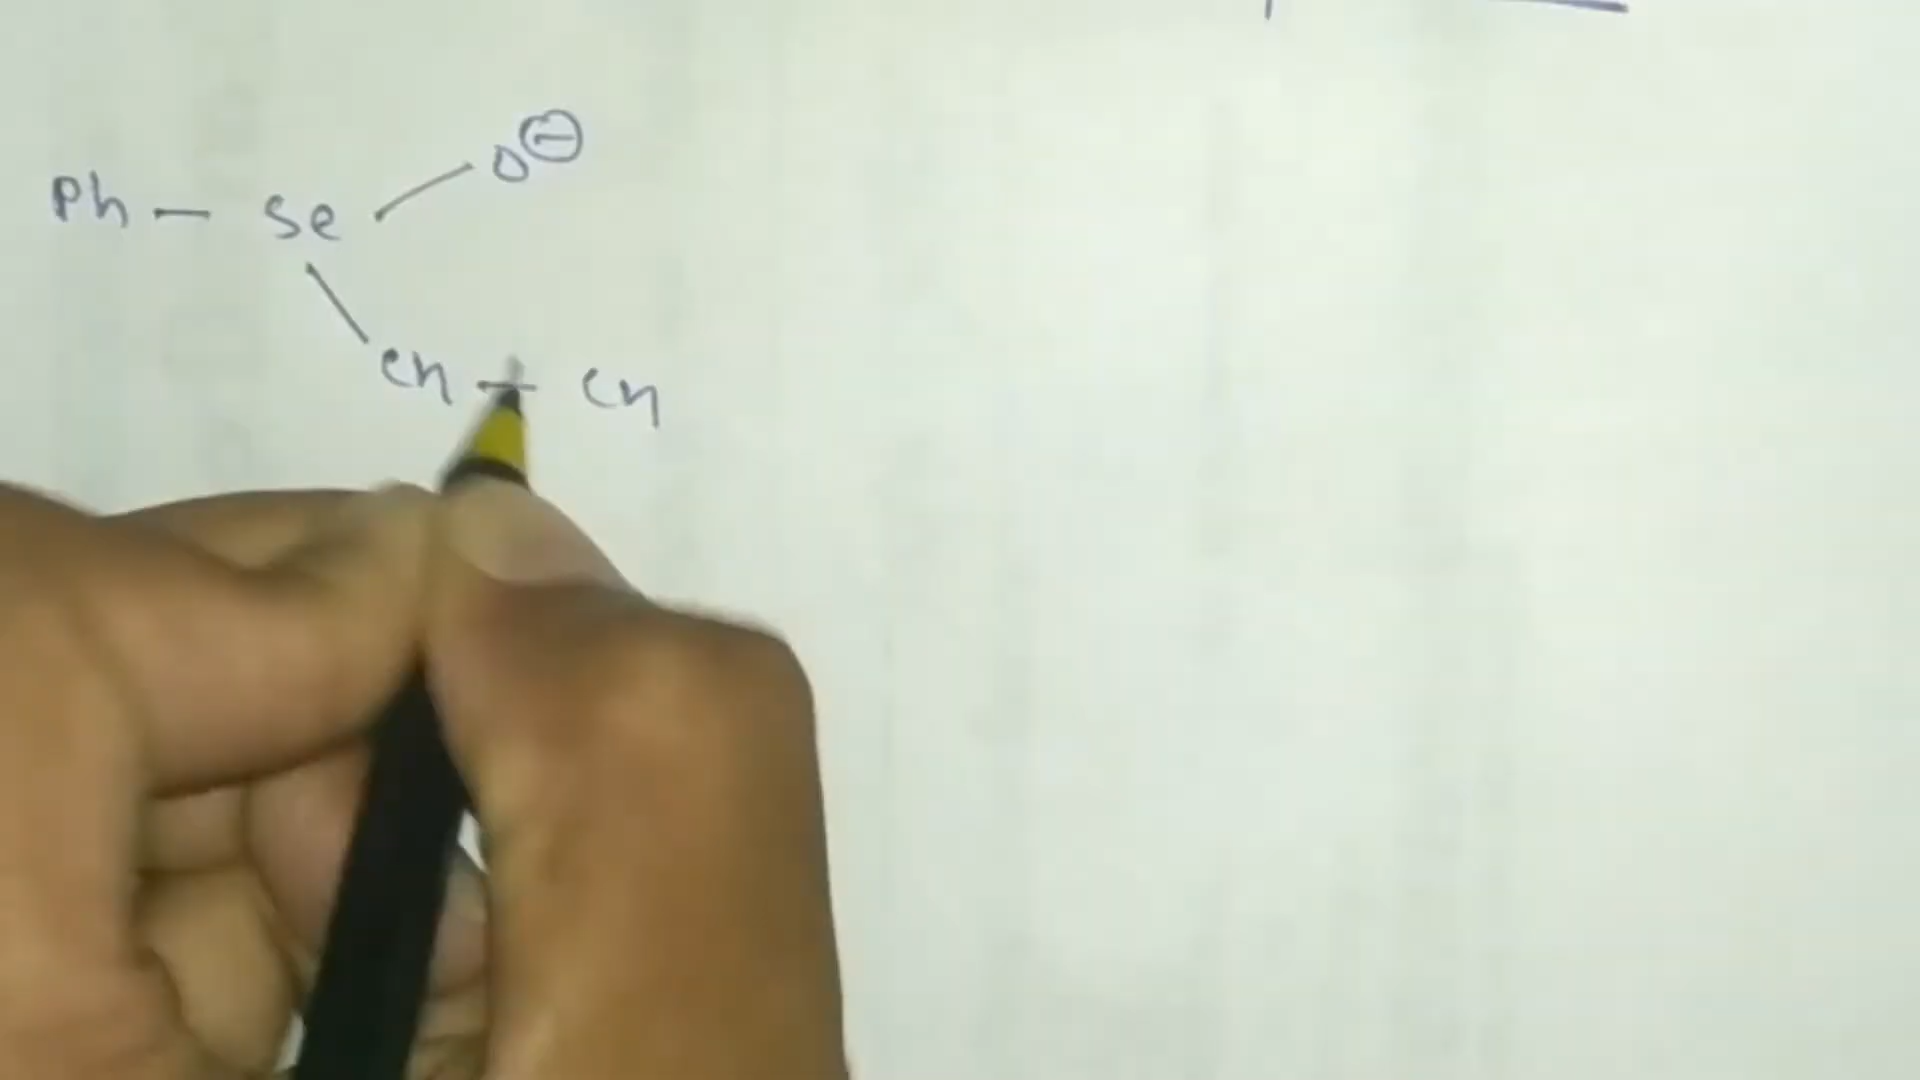 O⊖
Ph — Se
CH — CH